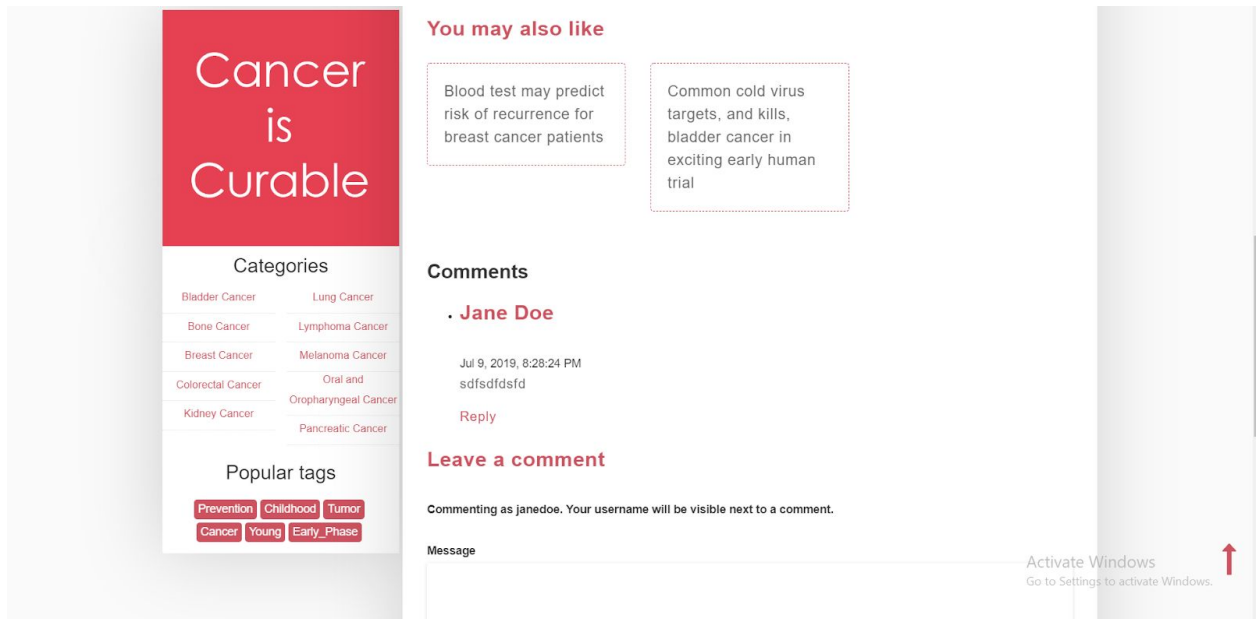 Cancer
is
Curable
Categories
Bladder Cancer
Bone Cancer
Breast Cancer
Colorectal Cancer
Kidney Cancer
Lung Cancer
Lymphoma Cancer
Melanoma Cancer
Oral and
Oropharyngeal Cancer
Pancreatic Cancer
Popular tags
Prevention Childhood Tumor
Cancer Young Early_Phase
You may also like
Blood test may predict
risk of recurrence for
breast cancer patients
Common cold virus
targets, and kills,
bladder cancer in
exciting early human
trial
Comments
Jane Doe
Jul 9, 2019, 8:28:24 PM
sdfsdfdsfd
Reply
Leave a comment
Commenting as janedoe. Your username will be visible next to a comment.
Message
Activate Windows
Go to Settings to activate Windows.